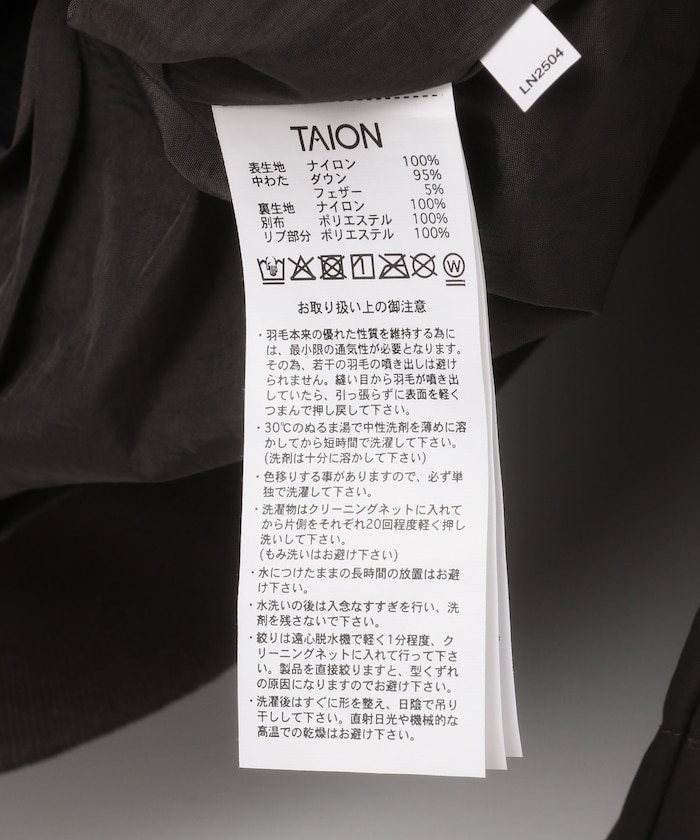 LN2504
TAION
表生地 ナイロン 100%
中わた ダウン 95%
フェザー 5%
裏生地 ナイロン 100%
別布 ポリエステル 100%
リブ部分 ポリエステル 100%
お取り扱い上の御注意
・羽毛本来の優れた性質を維持する為に
は、最小限の通気性が必要となります。
その為、若干の羽毛の噴き出しは避け
られません。縫い目から羽毛が噴き出
していたら、引っ張らずに表面を軽く
つまんで押し戻して下さい。
・30℃のぬるま湯で中性洗剤を薄めに溶
かしてから短時間で洗濯して下さい。
(洗剤は十分に溶かして下さい)
・色移りする事がありますので、必ず単
独で洗濯して下さい。
・洗濯物はクリーニングネットに入れて
から片側をそれぞれ20回程度軽く押し
洗いして下さい。
(もみ洗いはお避け下さい)
・水につけたままの長時間の放置はお避
け下さい。
・水洗いの後は入念なすすぎを行い、洗
剤を残さないで下さい。
・絞りは遠心脱水機で軽く1分程度、ク
リーニングネットに入れて行って下さ
い。製品を直接絞りますと、型くずれ
の原因になりますのでお避け下さい。
・洗濯後はすぐに形を整え、日陰で吊り
干しして下さい。直射日光や機械的な
高温での乾燥はお避け下さい。